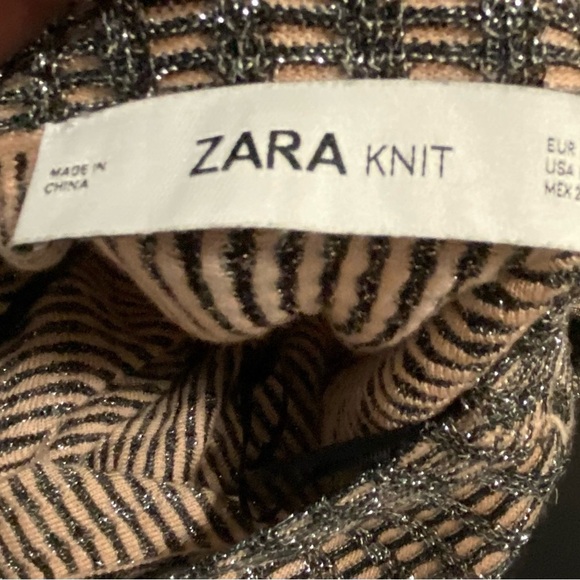 MADE IN
CHINA
ZARA KNIT
EUR
USA
MEX